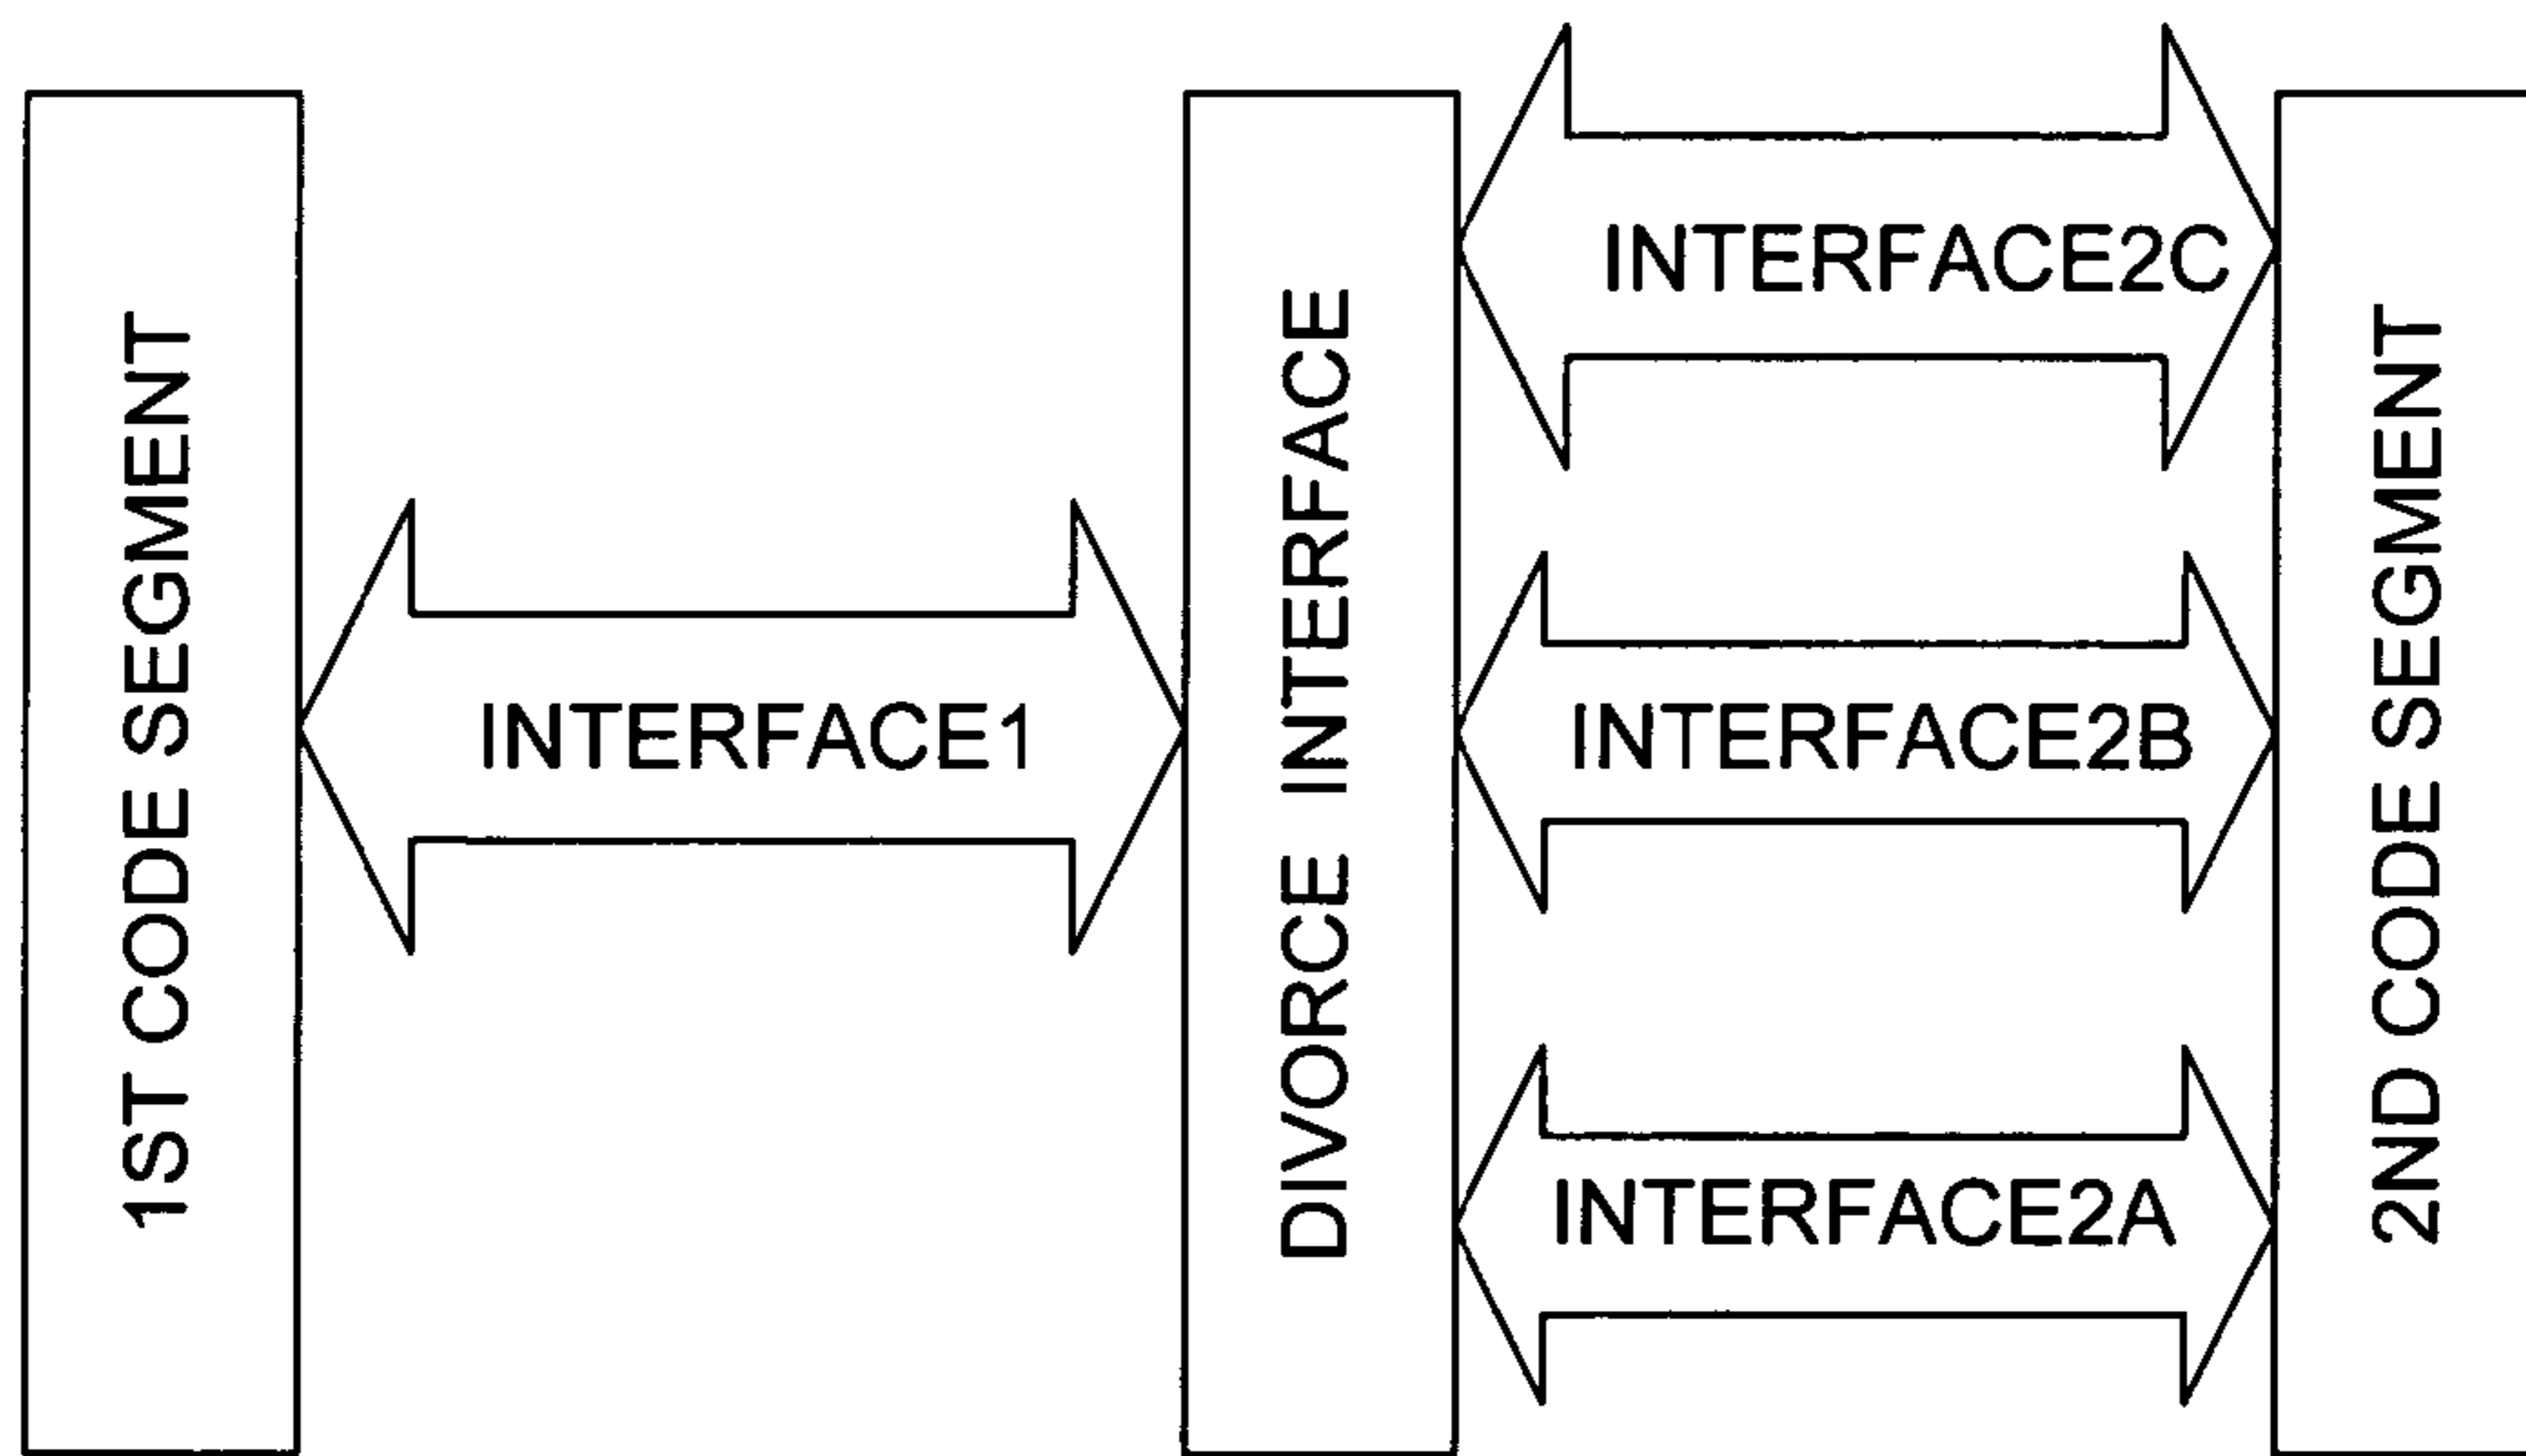 1ST CODE SEGMENT
INTERFACE1
DIVORCE INTERFACE
INTERFACE2C
INTERFACE2B
INTERFACE2A
2ND CODE SEGMENT